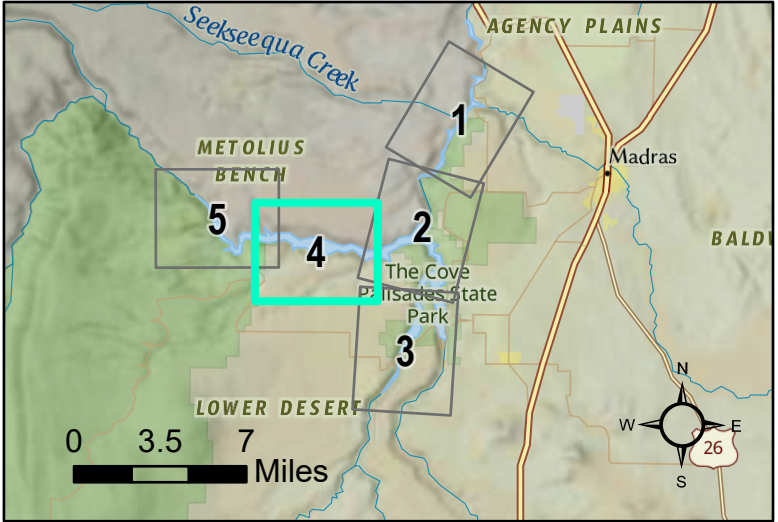 Seekseequa
Creek
AGENCY PLAINS
1
METOLIUS
BENCH
Madras
5
4
2
BALDW
The Cove
Palisades State
Park
3
LOWER DESERT
0 3.5 7
Miles
N
W E
S
26